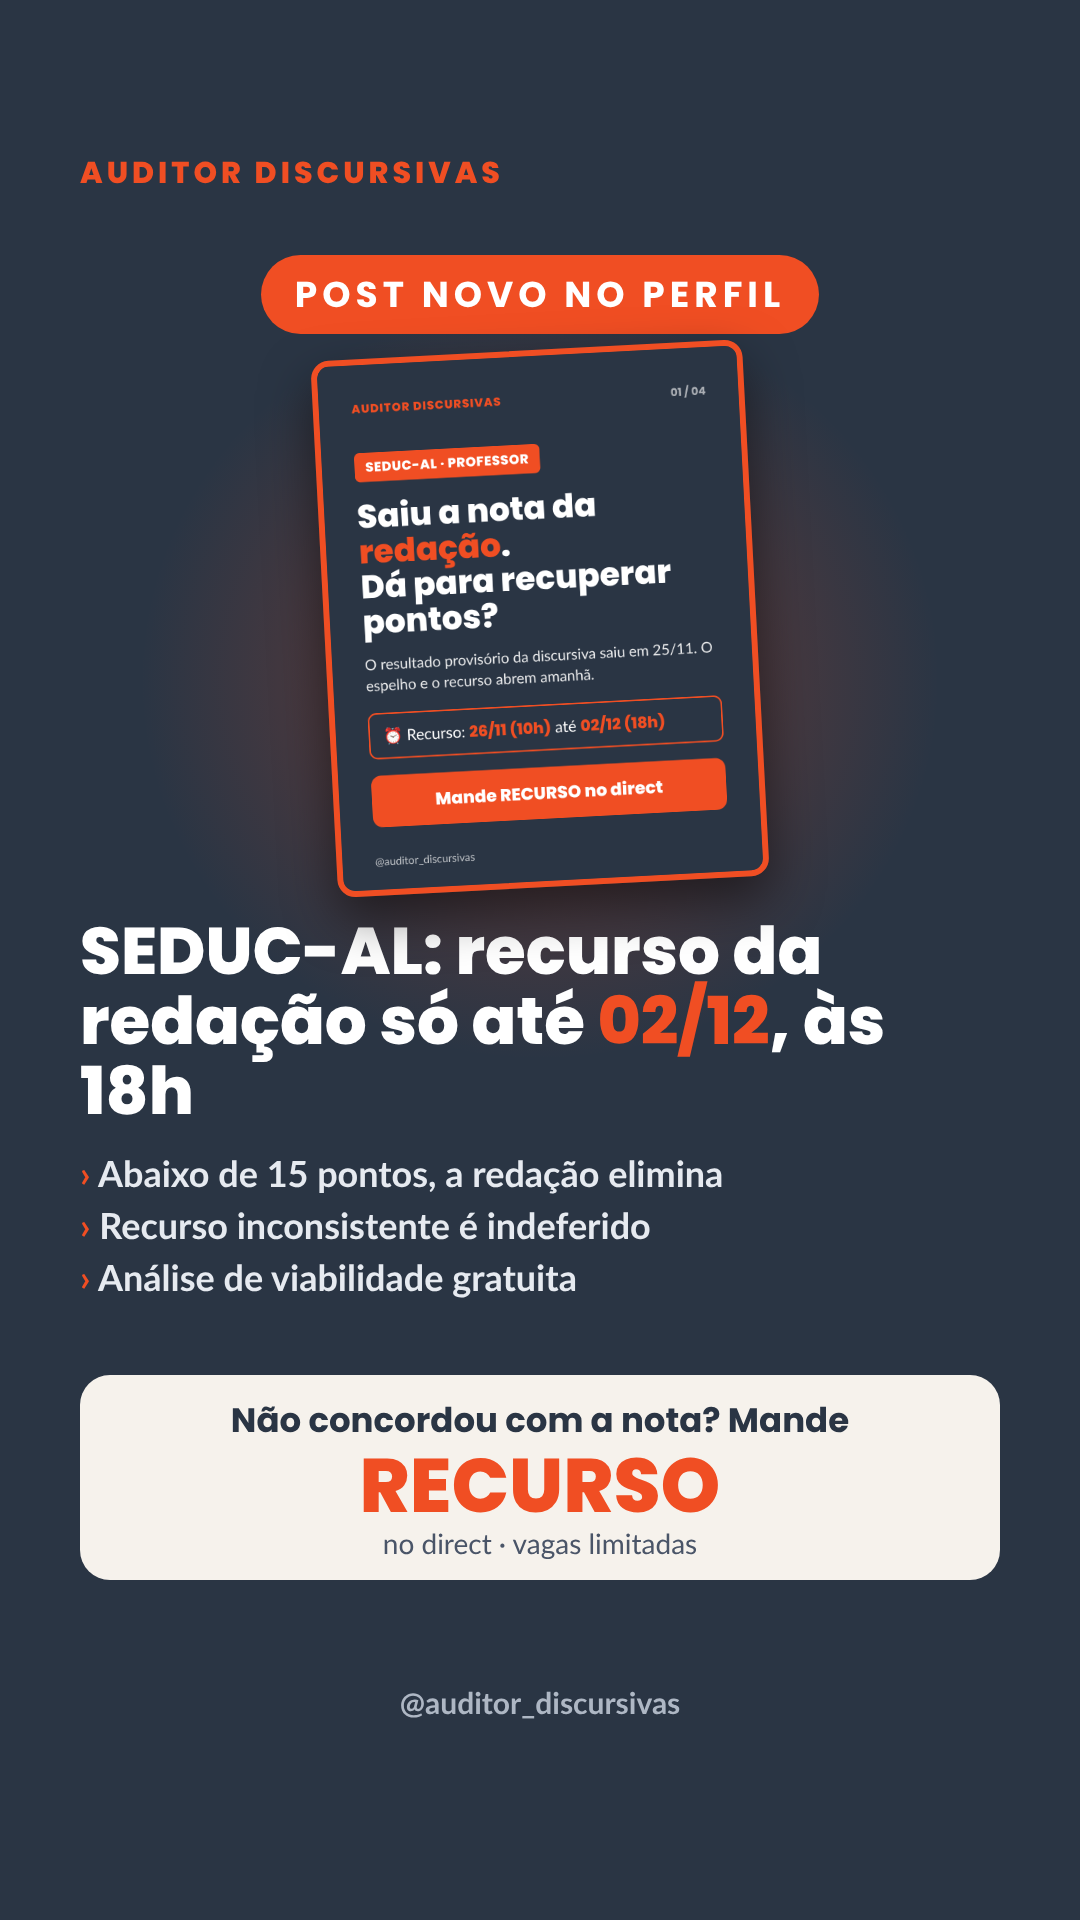 AUDITOR DISCURSIVAS
POST NOVO NO PERFIL
AUDITOR DISCURSIVAS
01 / 04
SEDUC-AL · PROFESSOR
Saiu a nota da
redação.
Dá para recuperar
pontos?
O resultado provisório da discursiva saiu em 25/11. O
espelho e o recurso abrem amanhã.
⏰ Recurso: 26/11 (10h) até 02/12 (18h)
Mande RECURSO no direct
@auditor_discursivas
SEDUC-AL: recurso da
redação só até 02/12, às
18h
› Abaixo de 15 pontos, a redação elimina
› Recurso inconsistente é indeferido
› Análise de viabilidade gratuita
Não concordou com a nota? Mande
RECURSO
no direct · vagas limitadas
@auditor_discursivas